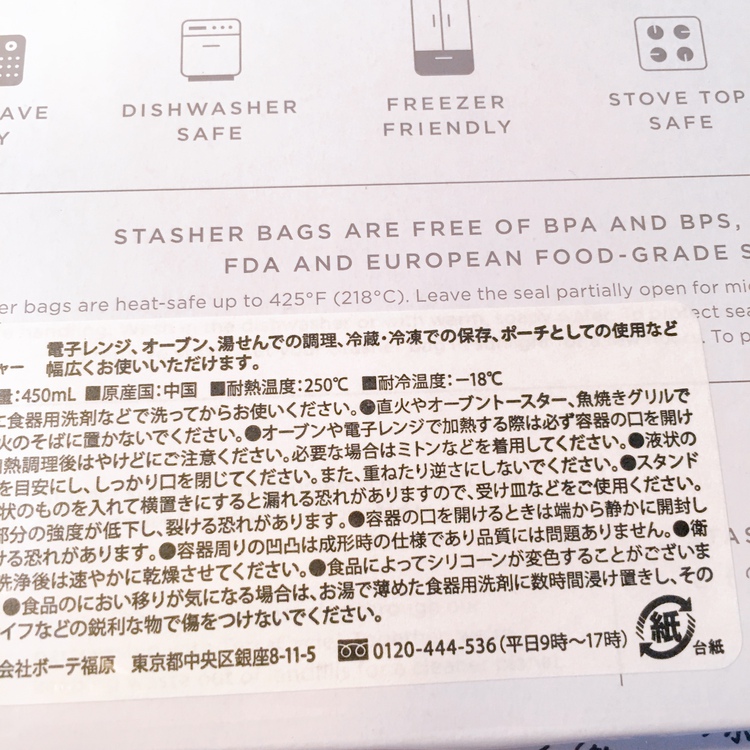 AVE
Y
DISHWASHER
SAFE
FREEZER
FRIENDLY
STOVE TOP
SAFE
STASHER BAGS ARE FREE OF BPA AND BPS,
FDA AND EUROPEAN FOOD-GRADE S
er bags are heat-safe up to 425°F (218°C). Leave the seal partially open for mi
ect sea
. To p
電子レンジ、オーブン、湯せんでの調理、冷蔵・冷凍での保存、ポーチとしての使用など
ャー 幅広くお使いいただけます。
量:450mL ■原産国:中国 ■耐熱温度:250℃ ■耐冷温度:−18℃
に食器用洗剤などで洗ってからお使いください。●直火やオーブントースター、魚焼きグリルで
火のそばに置かないでください。●オーブンや電子レンジで加熱する際は必ず容器の口を開け
加熱調理後はやけどにご注意ください。必要な場合はミトンなどを着用してください。●液状の
を目安にし、しっかり口を閉じてください。また、重ねたり逆さにしないでください。●スタンド
状のものを入れて横置きにすると漏れる恐れがありますので、受け皿などをご使用ください。
部分の強度が低下し、裂ける恐れがあります。●容器の口を開けるときは端から静かに開封し
ける恐れがあります。●容器周りの凹凸は成形時の仕様であり品質には問題ありません。●衛
洗浄後は速やかに乾燥させてください。●食品によってシリコーンが変色することがございま
●食品のにおい移りが気になる場合は、お湯で薄めた食器用洗剤に数時間浸け置きし、その
イフなどの鋭利な物で傷をつけないでください。
会社ポーテ福原 東京都中央区銀座8-11-5 0120-444-536(平日9時〜17時)
紙
台紙